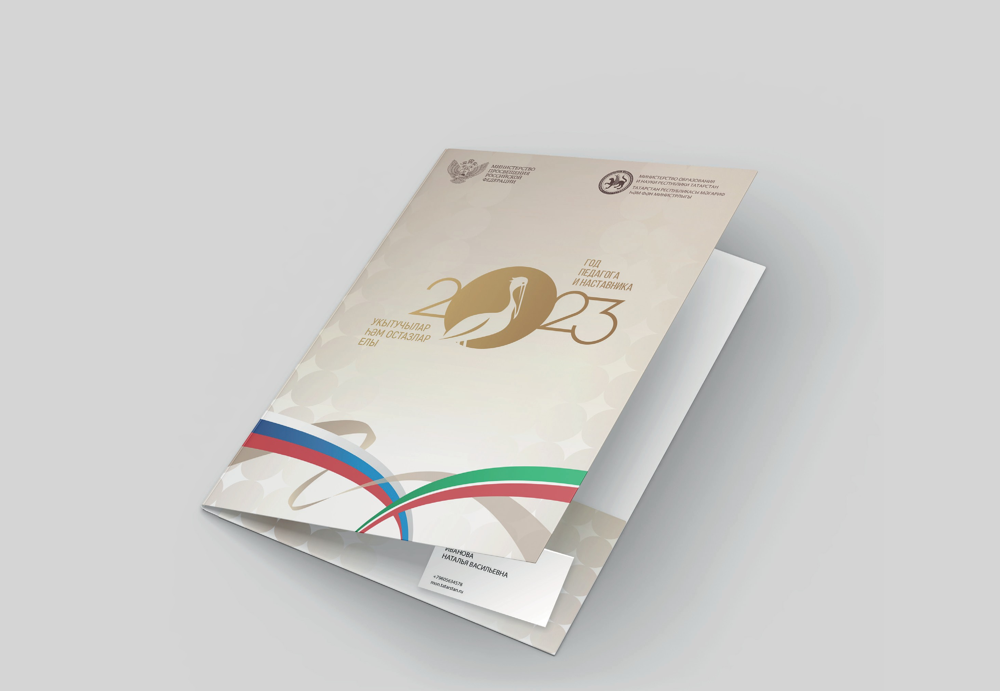 МИНИСТЕРСТВО
ПРОСВЕЩЕНИЯ
РОССИЙСКОЙ
ФЕДЕРАЦИИ
МИНИСТЕРСТВО ОБРАЗОВАНИЯ
И НАУКИ РЕСПУБЛИКИ ТАТАРСТАН
ТАТАРСТАН РЕСПУБЛИКАСЫ МӘГАРИФ
ҺӘМ ФӘН МИНИСТРЛЫГЫ
ГОД
ПЕДАГОГА
И НАСТАВНИКА
2023
УКЫТУЧЫЛАР
ҺӘМ ОСТАЗЛАР
ЕЛЫ
ИВАНОВА
НАТАЛЬЯ ВАСИЛЬЕВНА
+79605634578
mon.tatarstan.ru